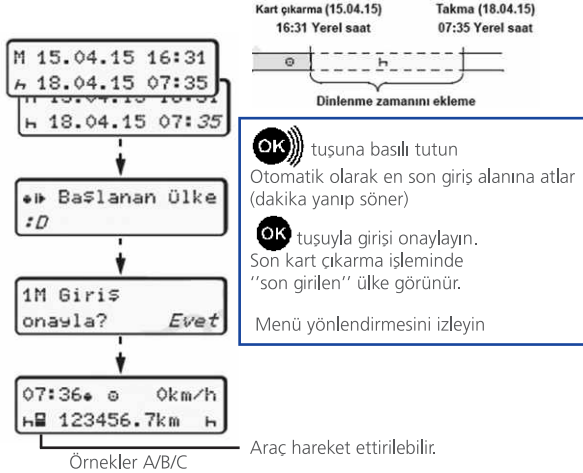 Kart çıkarma (15.04.15)
Takma (18.04.15)
16:31 Yerel saat
07:35 Yerel saat
Dinlenme zamanını ekleme
M 15.04.15 16:31
18.04.15 07:35
18.04.15 07:35
Başlanan ülke
:D
1M Giriş
onayla? Evet
07:36 0km/h
123456.7km
Örnekler A/B/C
OK tuşuna basılı tutun
Otomatik olarak en son giriş alanına atlar
(dakika yanıp söner)
OK tuşuyla girişi onaylayın.
Son kart çıkarma işleminde
''son girilen'' ülke görünür.
Menü yönlendirmesini izleyin
Araç hareket ettirilebilir.